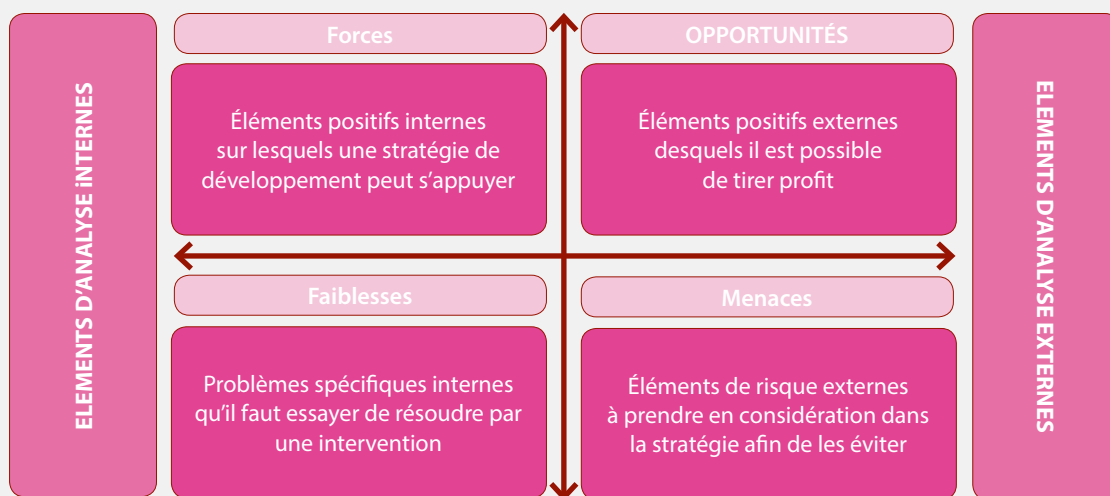 ELEMENTS D'ANALYSE iNTERNES
Forces
Éléments positifs internes
sur lesquels une stratégie de
développement peut s’appuyer
Faiblesses
Problèmes spécifiques internes
qu’il faut essayer de résoudre par
une intervention
OPPORTUNITÉS
Éléments positifs externes
desquels il est possible
de tirer profit
Menaces
Éléments de risque externes
à prendre en considération dans
la stratégie afin de les éviter
ELEMENTS D'ANALYSE EXTERNES